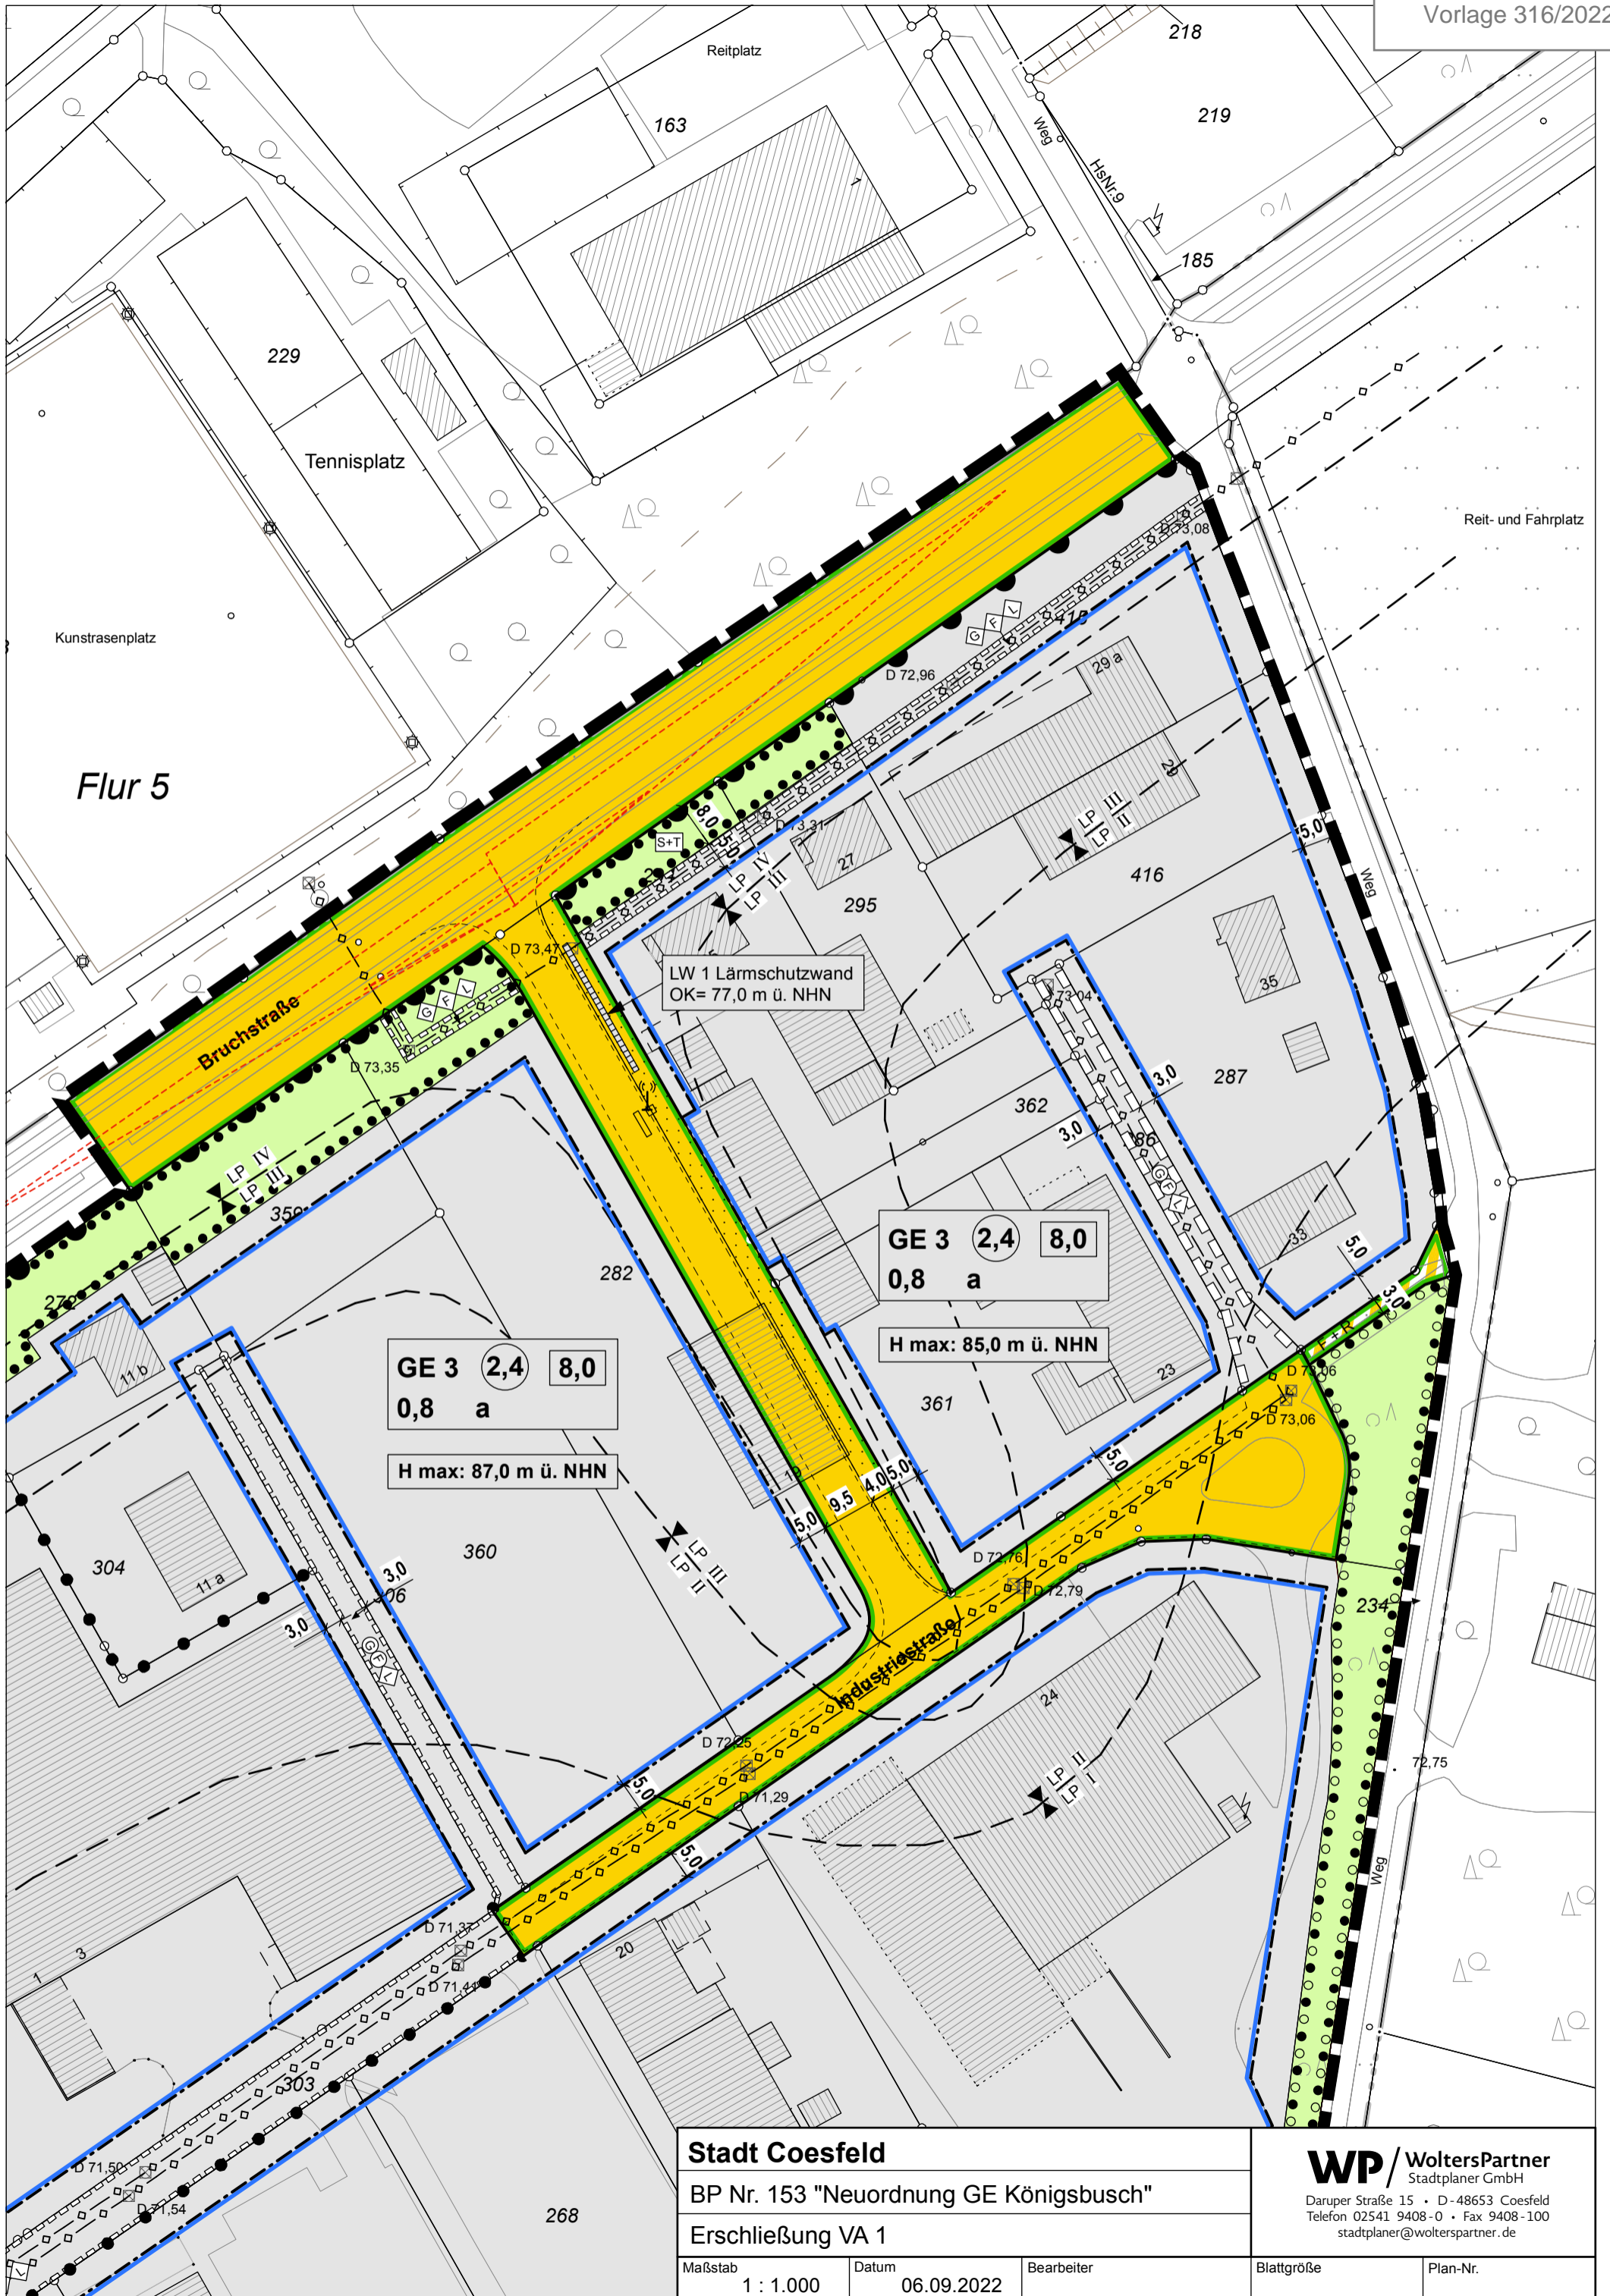 Vorlage 316/2022
218
Reitplatz
163
219
Weg
HsNr.9
1
185
229
Tennisplatz
Reit- und Fahrplatz
D 73,08
Kunstrasenplatz
G F L
415
29 a
D 72,96
Flur 5
29
LP III
LP II
8,0
5,0
D 73,31
S+T
27
5,0
LP IV
LP III
416
Weg
295
D 73,47
LW 1 Lärmschutzwand
OK= 77,0 m ü. NHN
35
73,04
G F L
Bruchstraße
D 73,35
3,0
287
362
3,0
86
LP IV
LP III
359
G F L
GE 3 2,4 8,0
0,8 a
H max: 85,0 m ü. NHN
33
5,0
282
272
3,0
F + R
11 b
GE 3 2,4 8,0
0,8 a
H max: 87,0 m ü. NHN
23
D 73,06
D 73,06
361
5,0
5,0
9,5
4,0
5,0
360
304
11 a
3,0
3,0
LP III
LP II
D 72,76
D 72,79
234
G F L
Industriestraße
24
D 72,25
5,0
D 71,29
LP II
LP I
72,75
5,0
Weg
D 71,37
20
3
1
D 71,44
303
D 71,50
D 71,54
L
268
Stadt Coesfeld
BP Nr. 153 "Neuordnung GE Königsbusch"
Erschließung VA 1
Maßstab
1 : 1.000
Datum
06.09.2022
Bearbeiter
WP / WoltersPartner
Stadtplaner GmbH
Daruper Straße 15 • D-48653 Coesfeld
Telefon 02541 9408-0 • Fax 9408-100
stadtplaner@wolterspartner.de
Blattgröße
Plan-Nr.